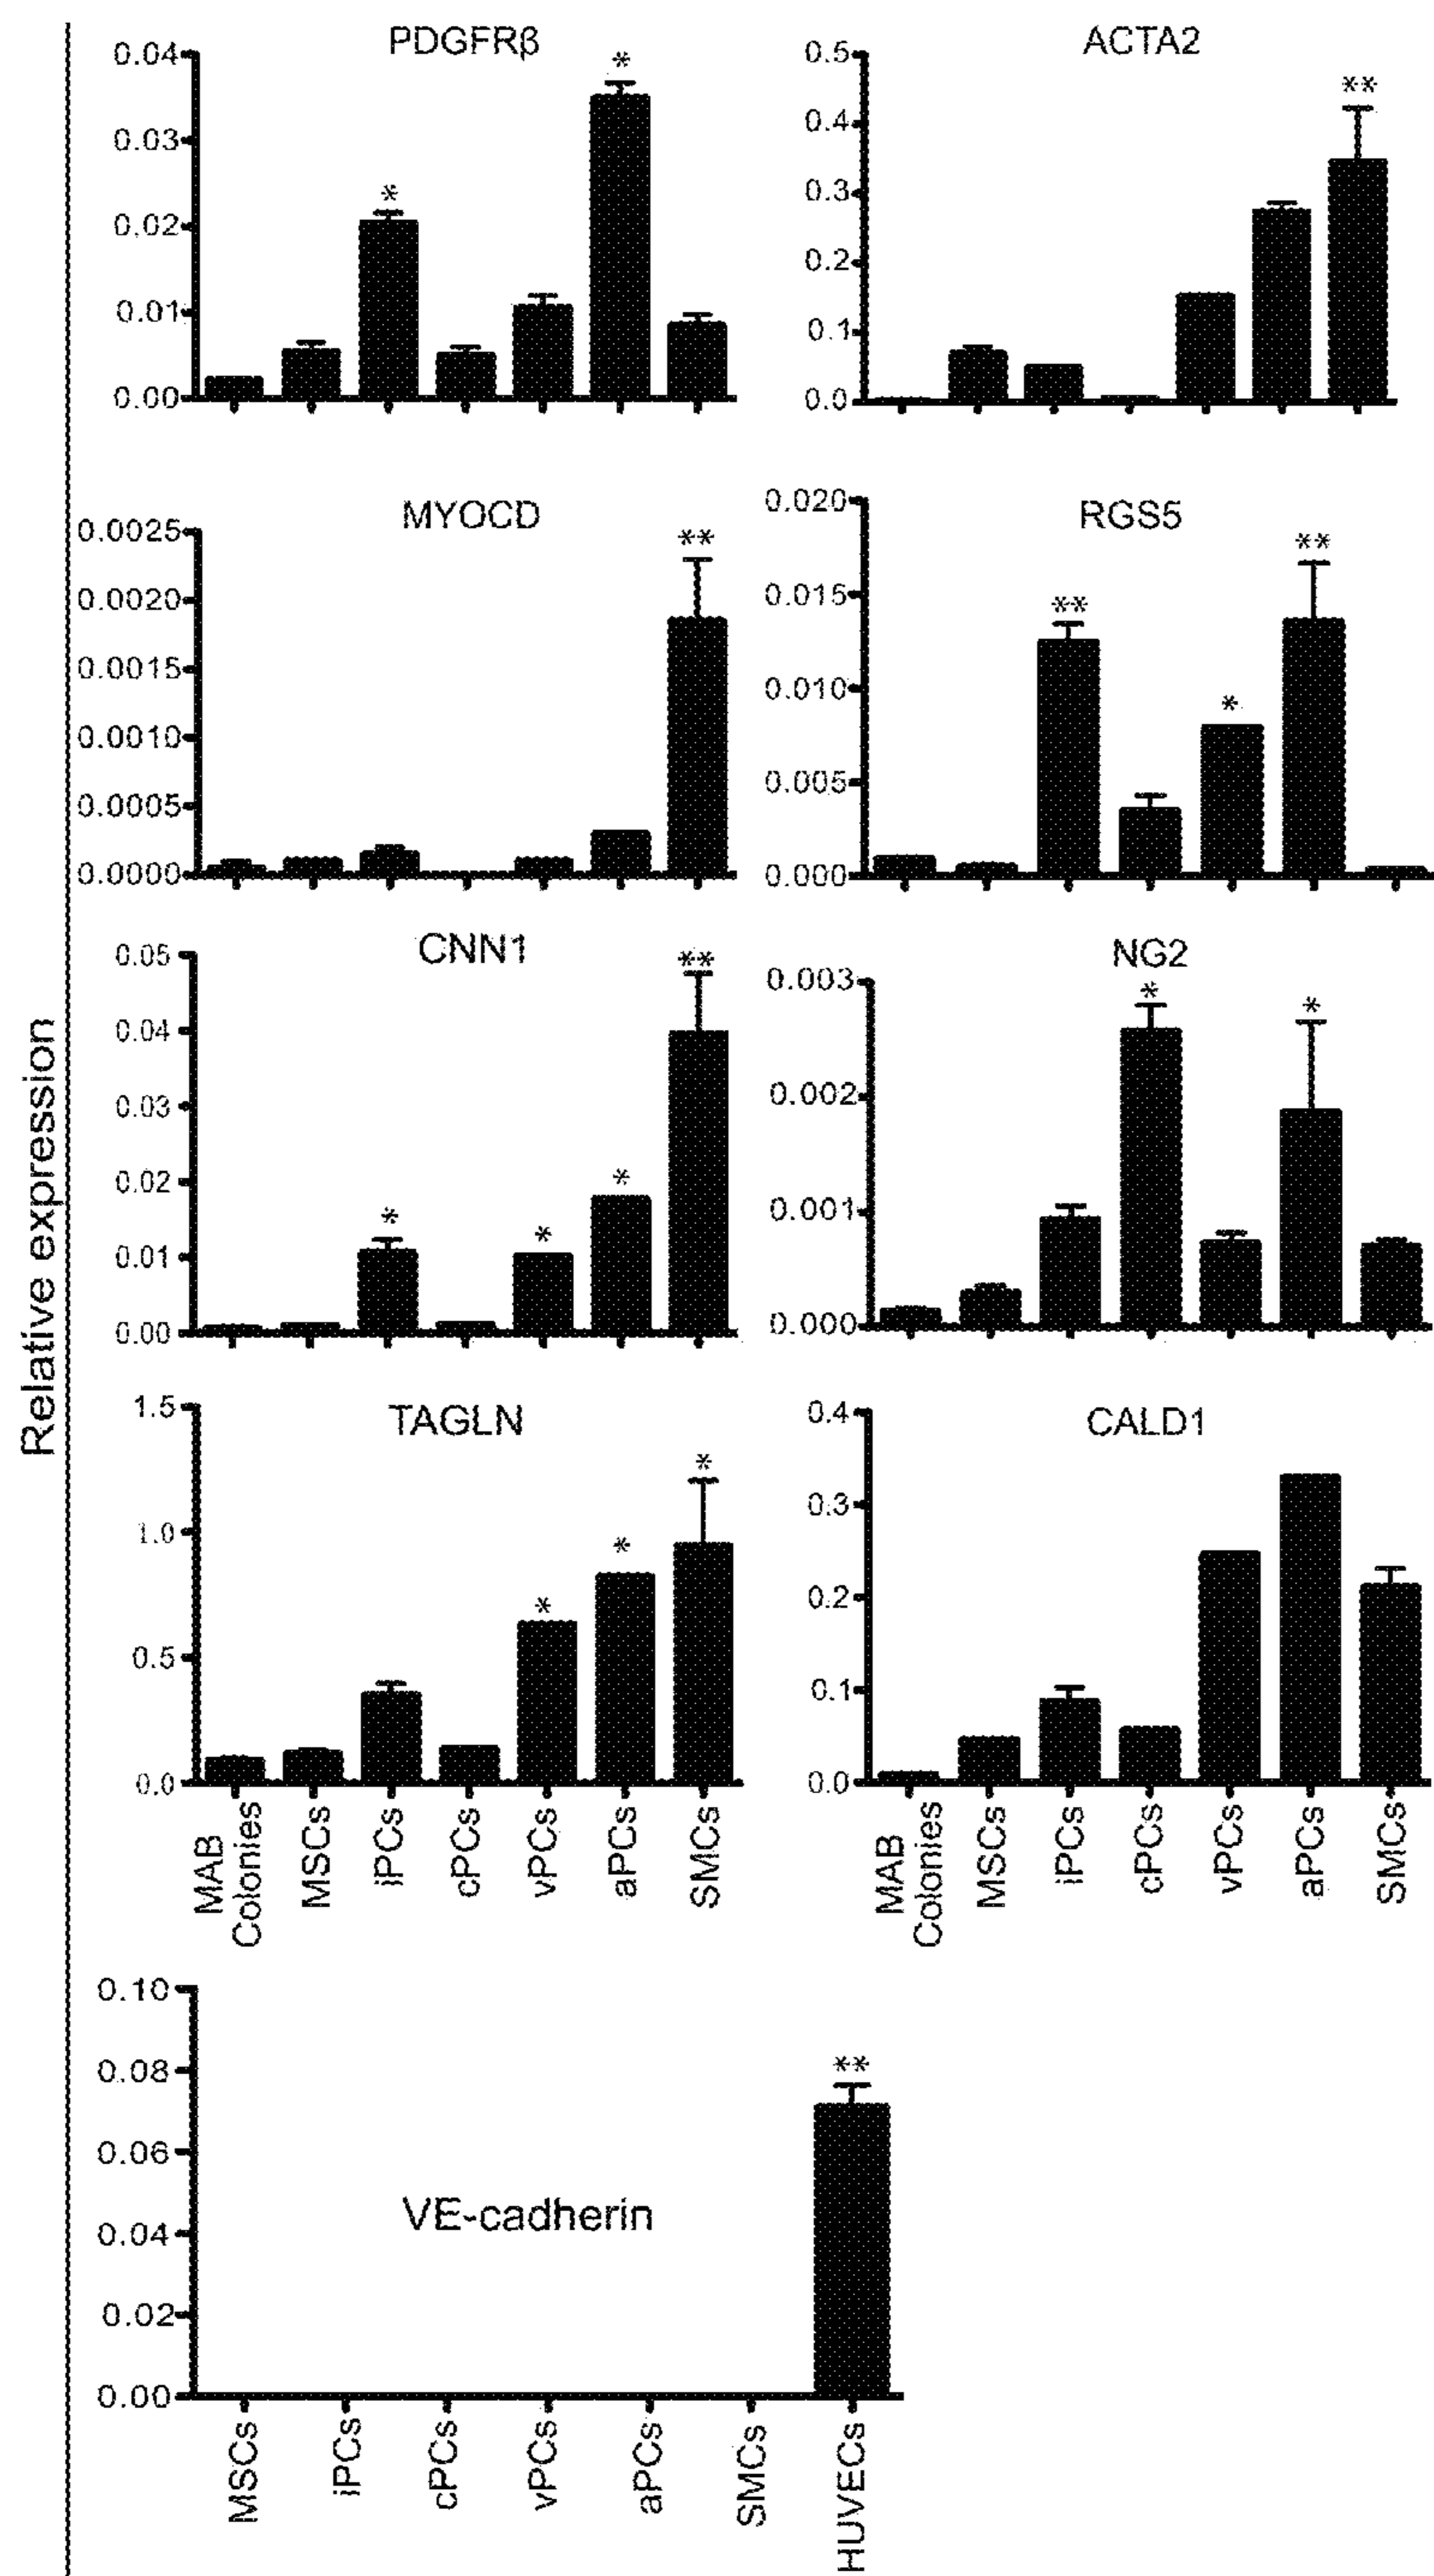 Relative expression
PDGFRβ
0.04
0.03
0.02
0.01
0.00
*
*
ACTA2
0.5
0.4
0.3
0.2
0.1
0.0
**
MYOCD
0.0025
0.0020
0.0015
0.0010
0.0005
0.0000
**
RGS5
0.020
0.015
0.010
0.005
0.000
**
*
**
CNN1
0.05
0.04
0.03
0.02
0.01
0.00
*
*
*
**
NG2
0.003
0.002
0.001
0.000
*
*
TAGLN
1.5
1.0
0.5
0.0
*
*
*
MAB
Colonies
MSCs
iPCs
cPCs
vPCs
aPCs
SMCs
CALD1
0.4
0.3
0.2
0.1
0.0
MAB
Colonies
MSCs
iPCs
cPCs
vPCs
aPCs
SMCs
VE-cadherin
0.10
0.08
0.06
0.04
0.02
0.00
**
MSCs
iPCs
cPCs
vPCs
aPCs
SMCs
HUVECs